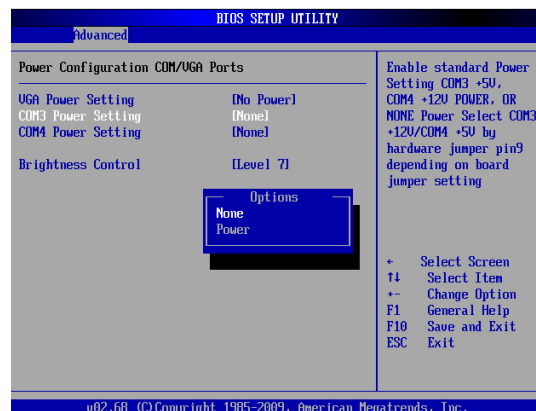 BIOS SETUP UTILITY
Advanced
Power Configuration COM/VGA Ports
VGA Power Setting [No Power]
COM3 Power Setting [None]
COM4 Power Setting [None]
Brightness Control [Level 7]
Options
None
Power
Enable standard Power
Setting COM3 +5V,
COM4 +12V POWER, OR
NONE Power Select COM3
+12V/COM4 +5V by
hardware jumper pin9
depending on board
jumper setting
← Select Screen
↑↓ Select Item
+- Change Option
F1 General Help
F10 Save and Exit
ESC Exit
v02.68 (C)Copyright 1985-2009, American Megatrends, Inc.